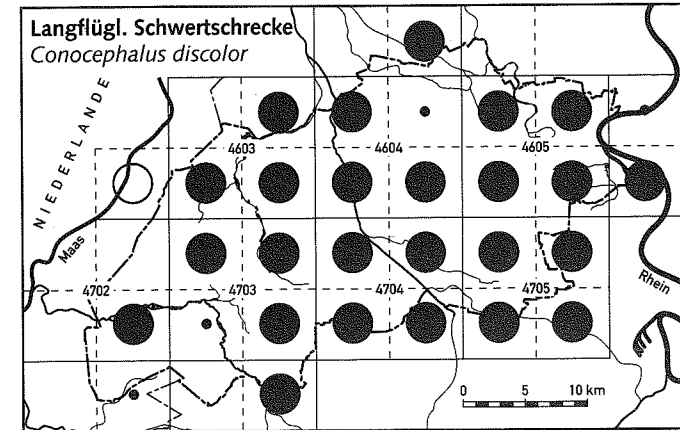 Langflügl. Schwertschrecke
Conocephalus discolor
NIEDERLANDE
Maas
4603
4604
4605
4702
4703
4704
4705
Rhein
0 5 10 km